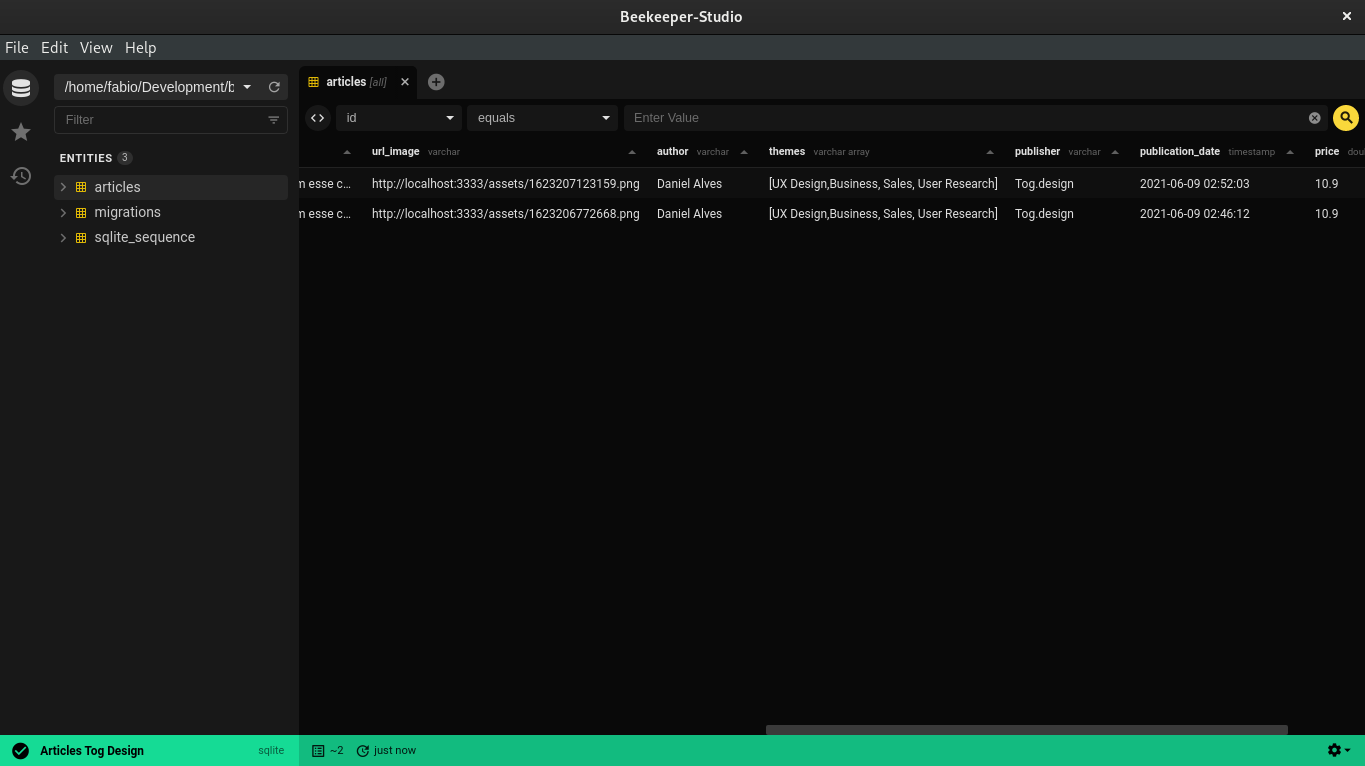 Beekeeper-Studio
File Edit View Help
/home/fabio/Development/b
Filter
ENTITIES 3
articles
migrations
sqlite_sequence
articles [all]
id equals Enter Value
url_image varchar author varchar themes varchar array publisher varchar publication_date timestamp price dou
m esse c... http://localhost:3333/assets/1623207123159.png Daniel Alves [UX Design,Business, Sales, User Research] Tog.design 2021-06-09 02:52:03 10.9
m esse c... http://localhost:3333/assets/1623206772668.png Daniel Alves [UX Design,Business, Sales, User Research] Tog.design 2021-06-09 02:46:12 10.9
Articles Tog Design sqlite ~2 just now